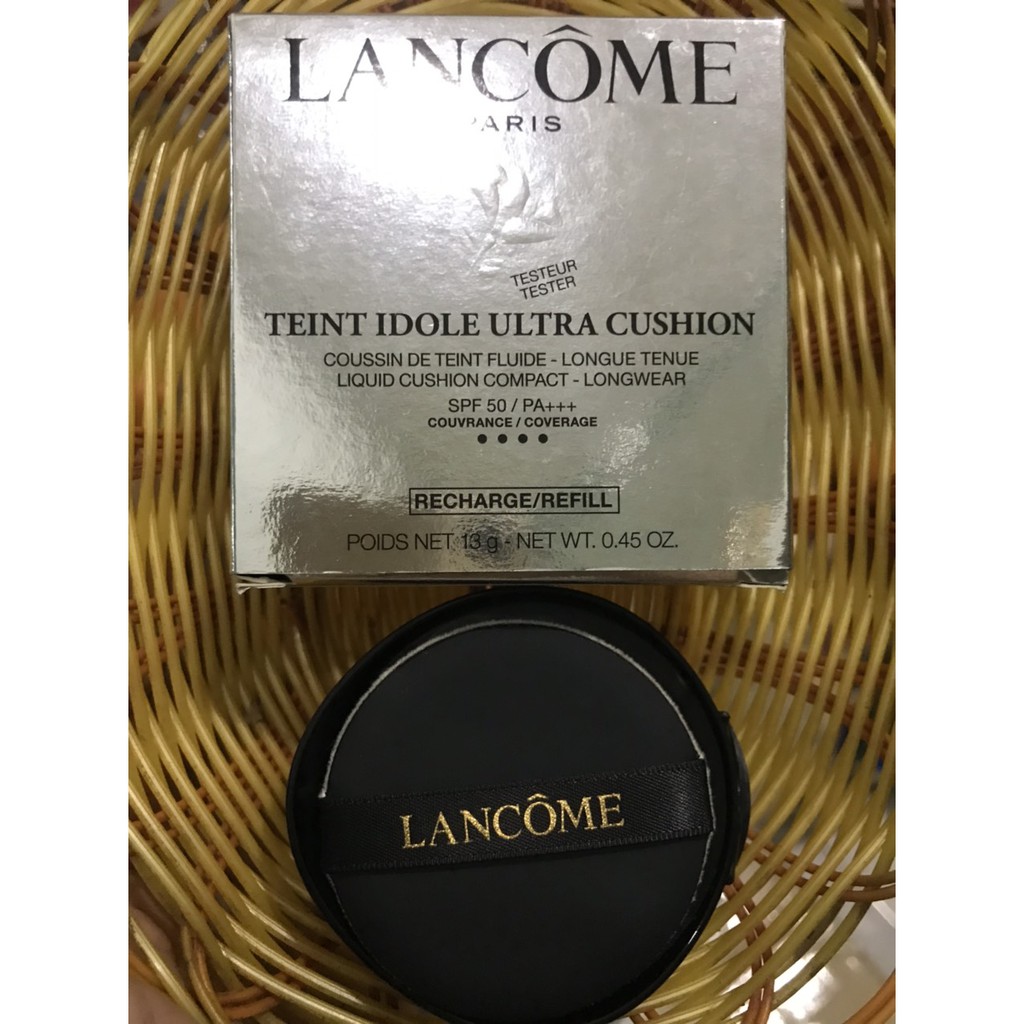 LANCÔME
PARIS
TESTEUR
TESTER
TEINT IDOLE ULTRA CUSHION
COUSSIN DE TEINT FLUIDE - LONGUE TENUE
LIQUID CUSHION COMPACT - LONGWEAR
SPF 50 / PA+++
COUVRANCE / COVERAGE
RECHARGE/REFILL
POIDS NET 13 g - NET WT. 0.45 OZ.
LANCÔME